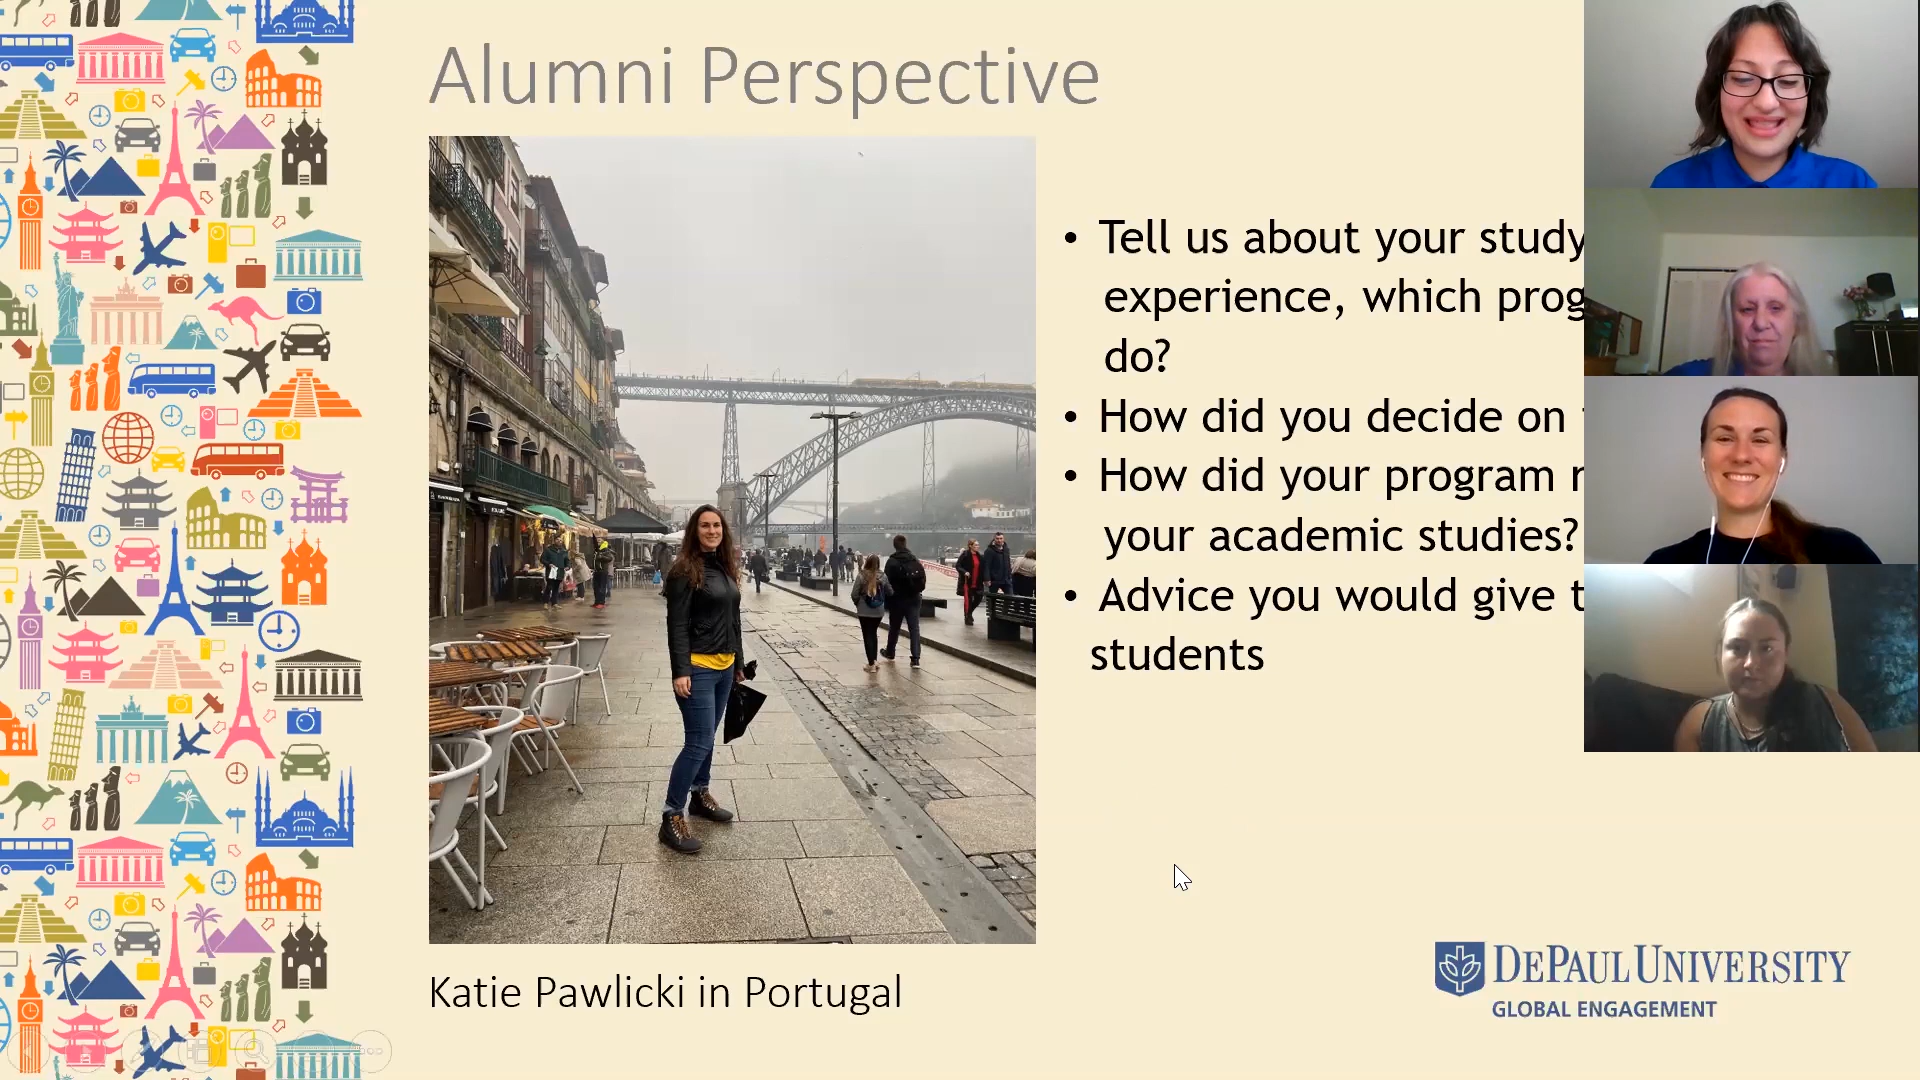 Alumni Perspective
• Tell us about your study
experience, which prog
do?
• How did you decide on
• How did your program r
your academic studies?
• Advice you would give t
students
Katie Pawlicki in Portugal
DEPAUL UNIVERSITY
GLOBAL ENGAGEMENT